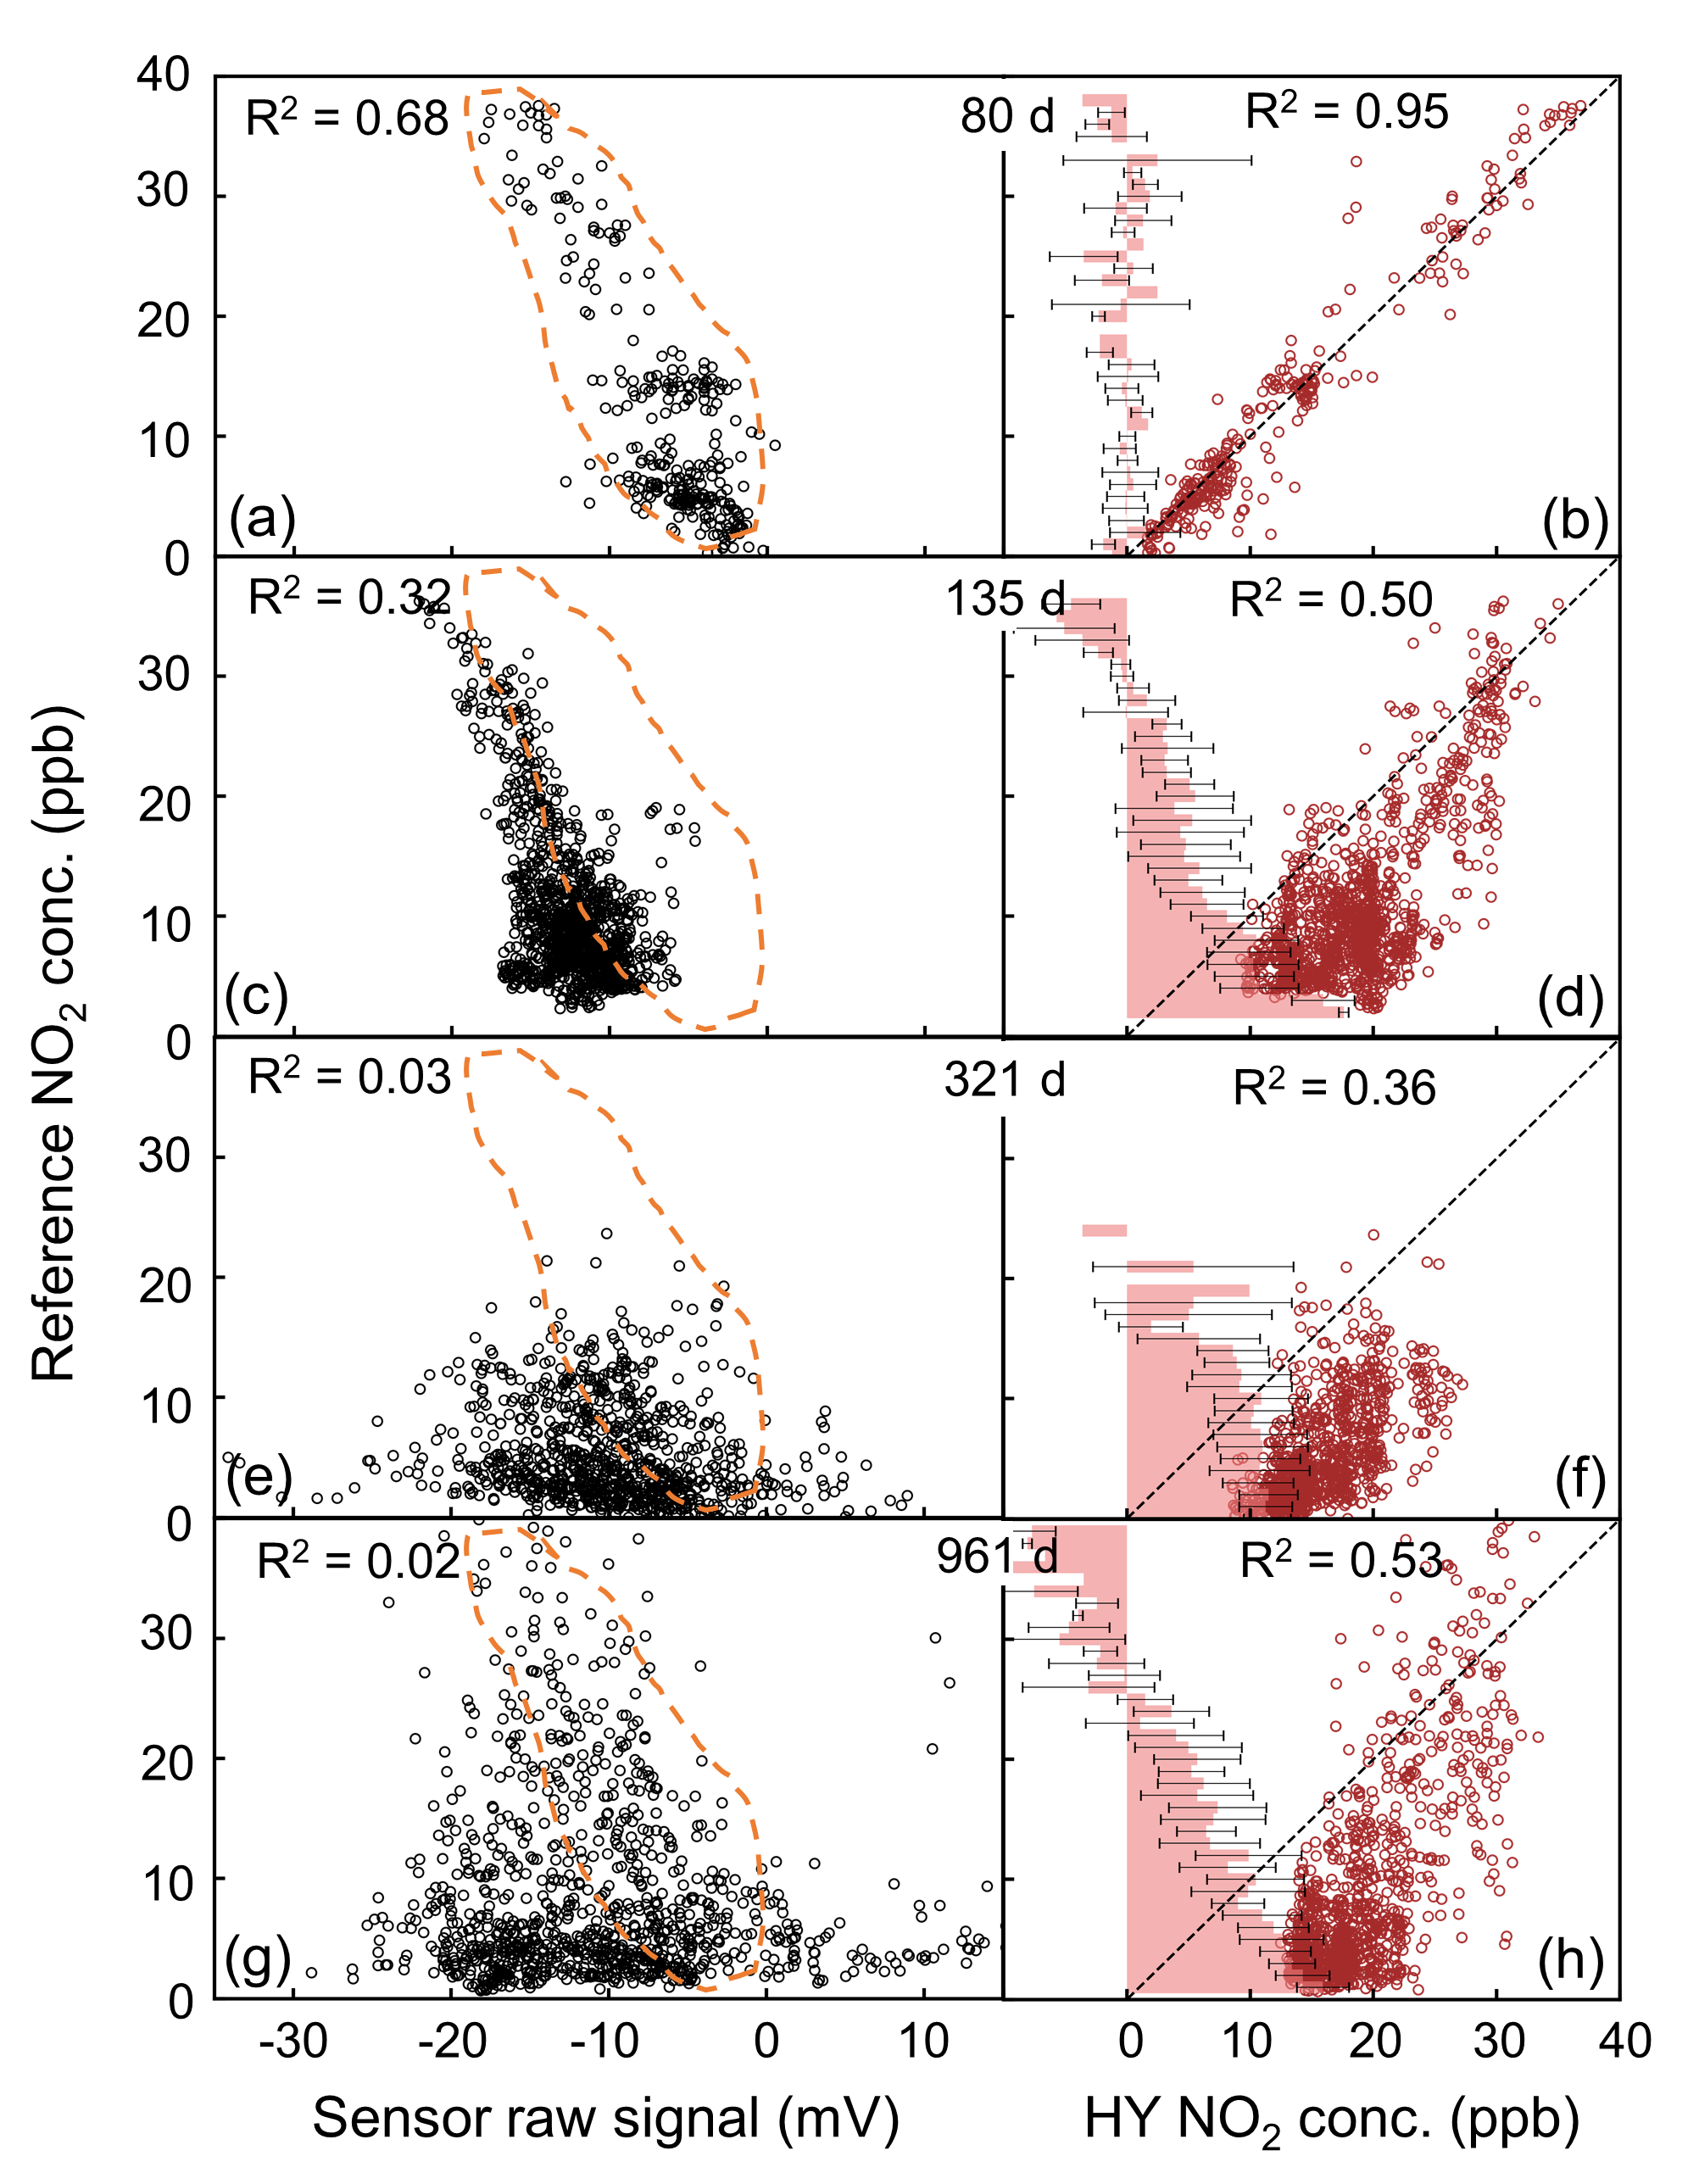 Reference NO₂ conc. (ppb)
40
30
20
10
0
R² = 0.68
80 d
R² = 0.95
(a)
(b)
30
20
10
0
R² = 0.32
135 d
R² = 0.50
(c)
(d)
30
20
10
0
R² = 0.03
321 d
R² = 0.36
(e)
(f)
30
20
10
0
0
R² = 0.02
961 d
R² = 0.53
(g)
(h)
-30 -20 -10 0 10 0 10 20 30 40
Sensor raw signal (mV) HY NO₂ conc. (ppb)